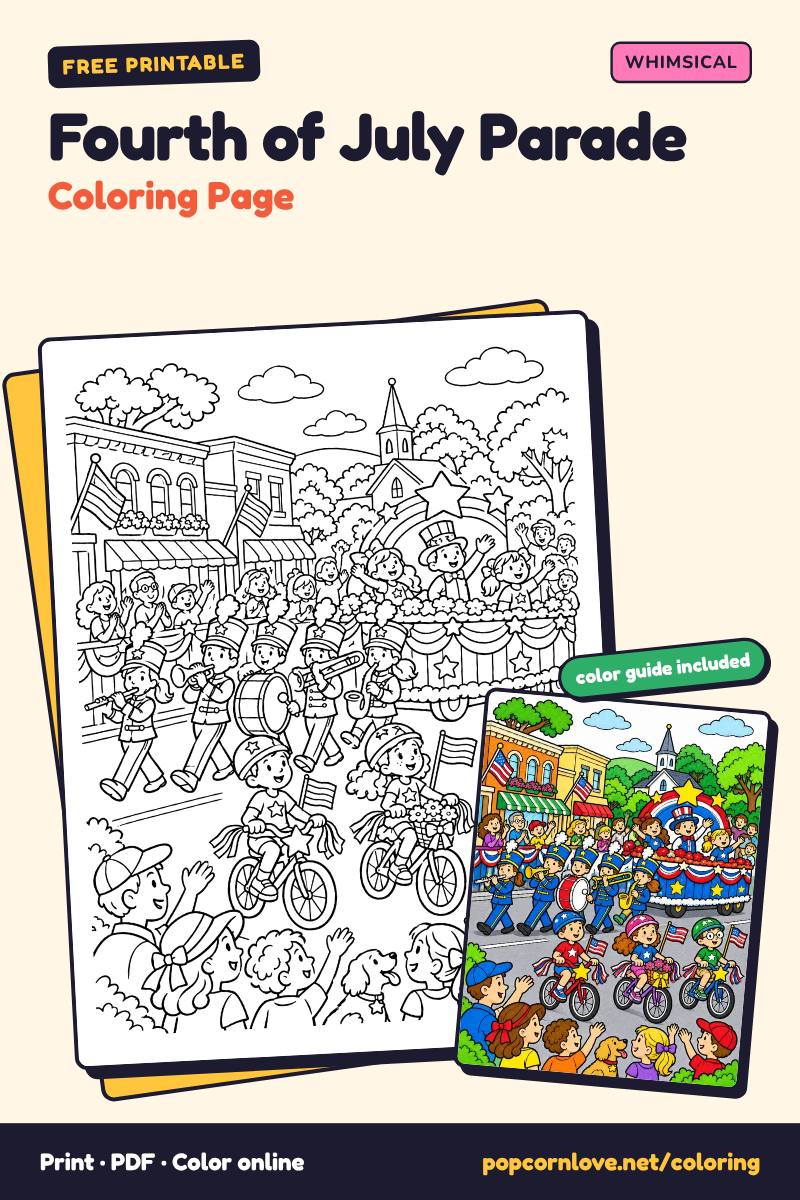 FREE PRINTABLE
WHIMSICAL
Fourth of July Parade
Coloring Page
color guide included
Print · PDF · Color online
popcornlove.net/coloring